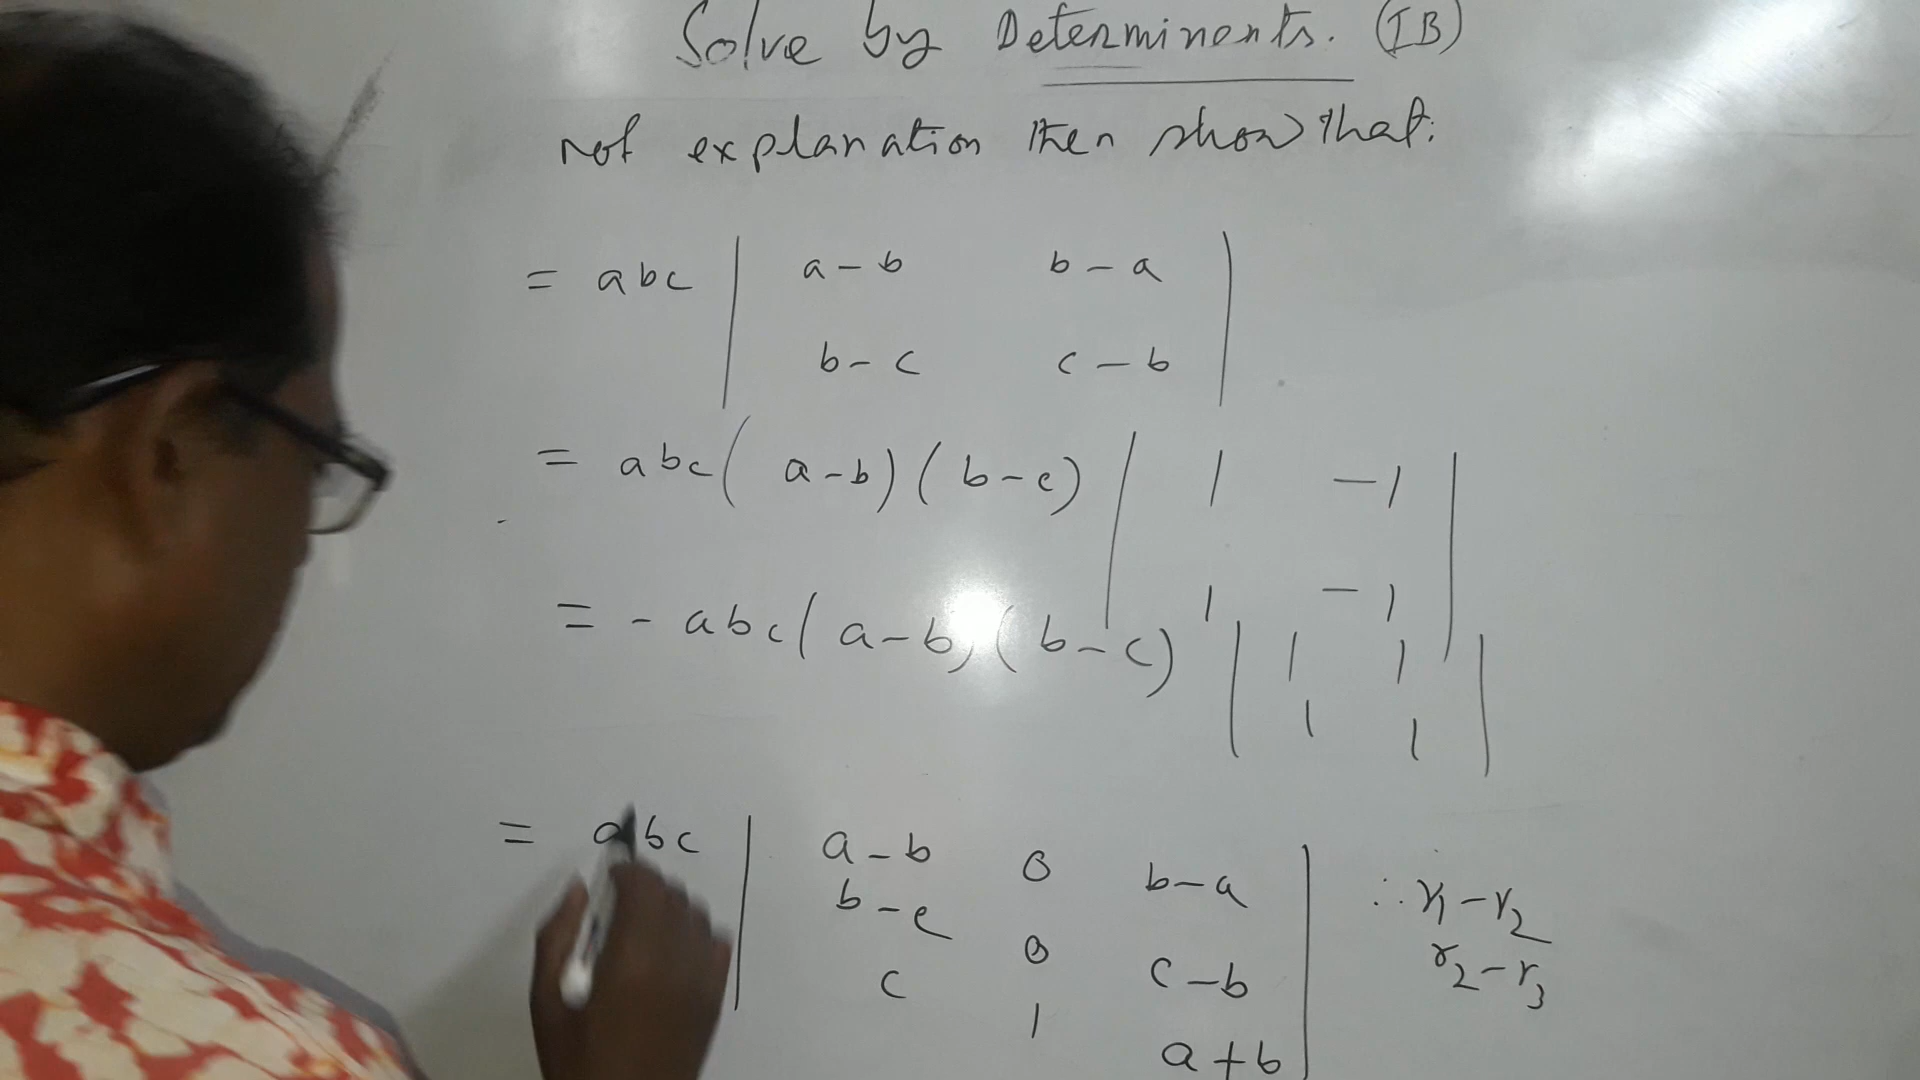 Solve by Determinents. (IB)
not explanation then show that:
= abc | a-b b-a |
| b-c c-b |
= abc(a-b)(b-c) | 1 -1 |
| 1 -1 |
= -abc(a-b)(b-c) | 1 1 |
| 1 1 |
= abc | a-b 0 b-a | ∴ r1-r2
| b-c 0 c-b | r2-r3
| c 1 a+b |